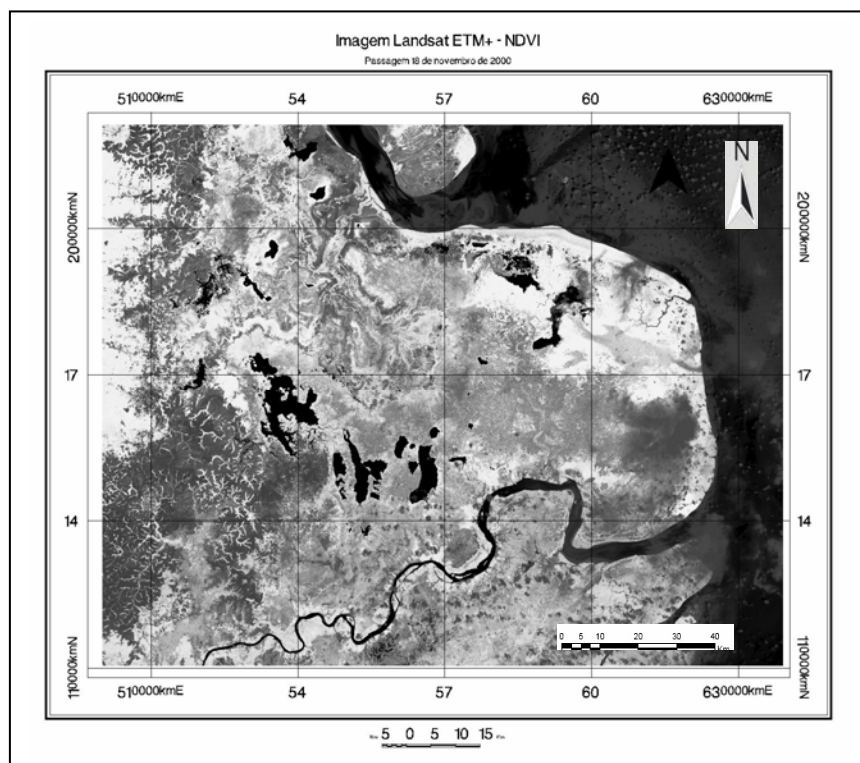 Imagem Landsat ETM+ - NDVI
Passagem 18 de novembro de 2000
510000kmE 54 57 60 630000kmE
N
200000kmN 200000kmN
17 17
14 14
0 5 10 20 30 40
Km
110000kmN 110000kmN
510000kmE 54 57 60 630000kmE
5 0 5 10 15